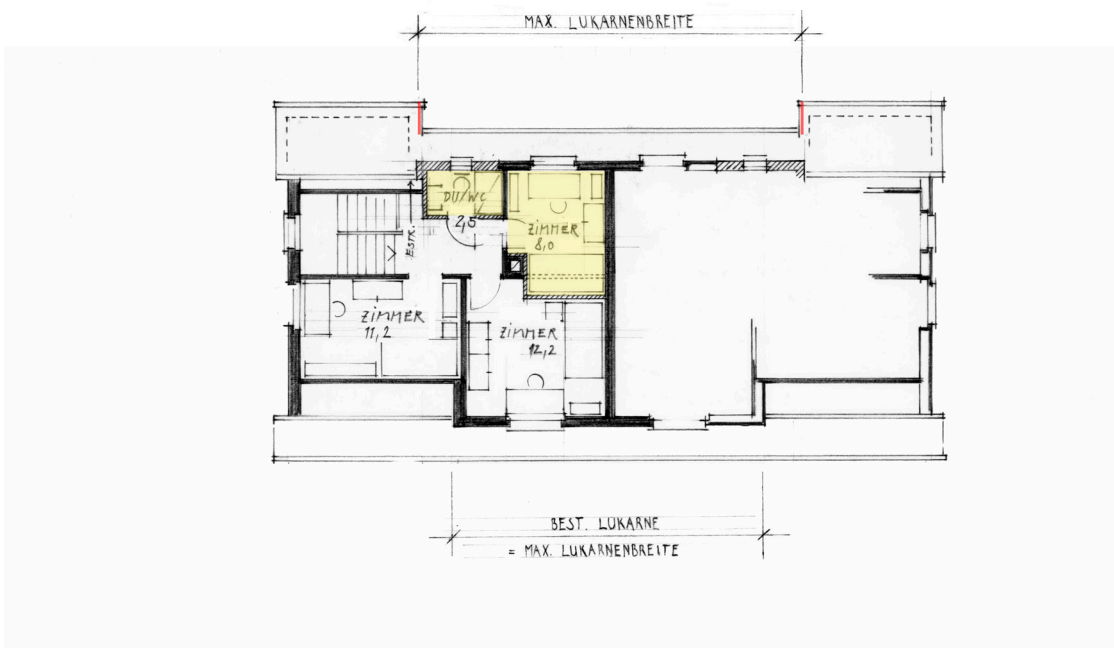 MAX. LUKARNENBREITE
DU/WC
2,5
ZIMMER
8,0
ESTR.
ZIMMER
11,2
ZIMMER
12,2
BEST. LUKARNE
= MAX. LUKARNENBREITE